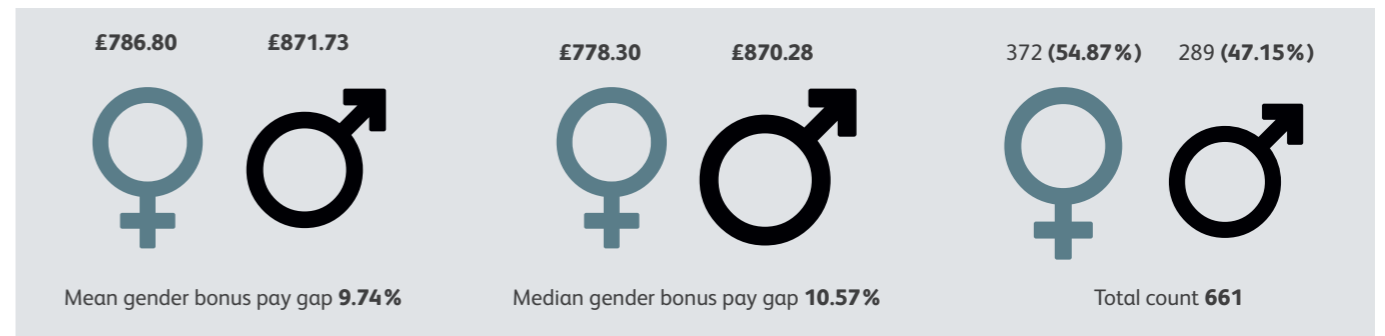 £786.80 £871.73
Mean gender bonus pay gap 9.74%
£778.30 £870.28
Median gender bonus pay gap 10.57%
372 (54.87%) 289 (47.15%)
Total count 661